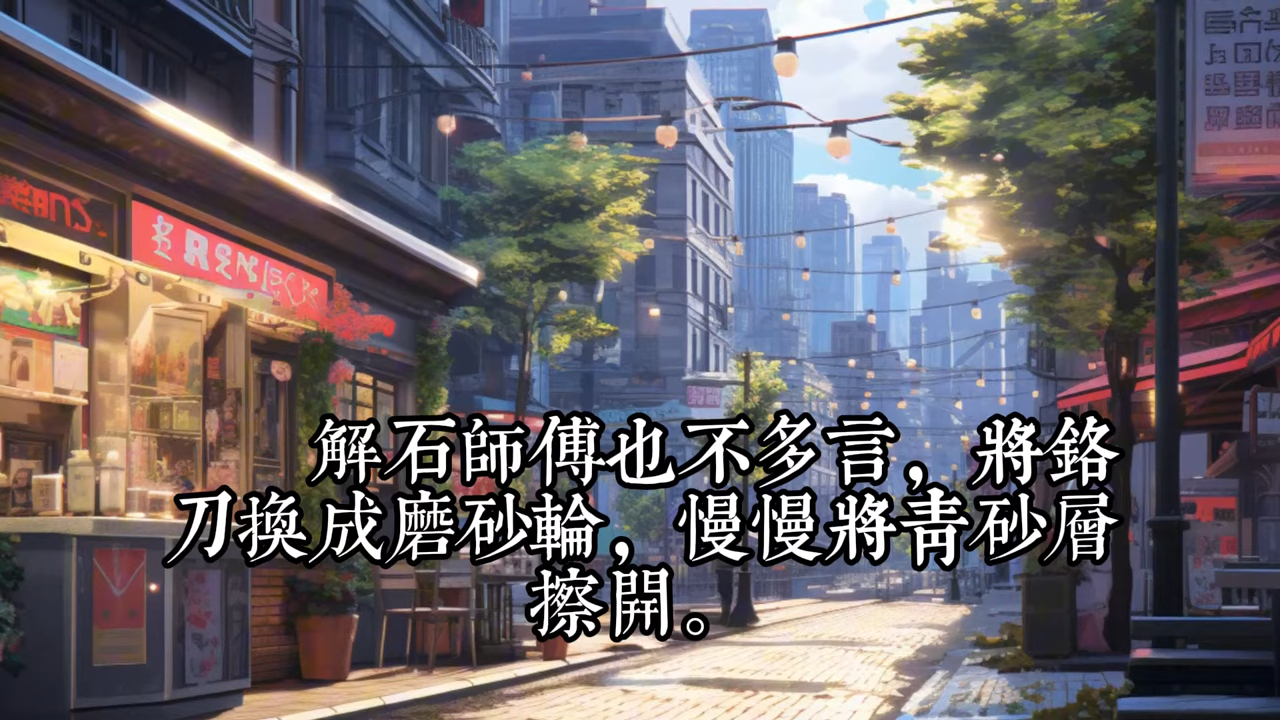 解石師傅也不多言，將鉻
刀換成磨砂輪，慢慢將青砂層
擦開。